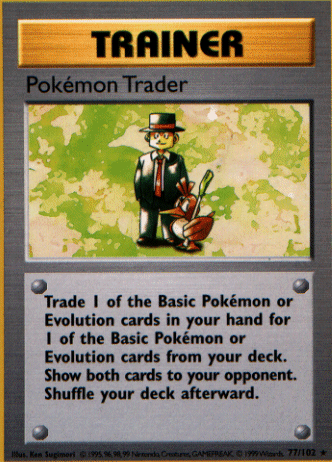 TRAINER
Pokémon Trader
Trade 1 of the Basic Pokémon or
Evolution cards in your hand for
1 of the Basic Pokémon or
Evolution cards from your deck.
Show both cards to your opponent.
Shuffle your deck afterward.
Illus. Ken Sugimori © 1995, 96, 98, 99 Nintendo, Creatures, GAMEFREAK. © 1999 Wizards. 77/102 ★